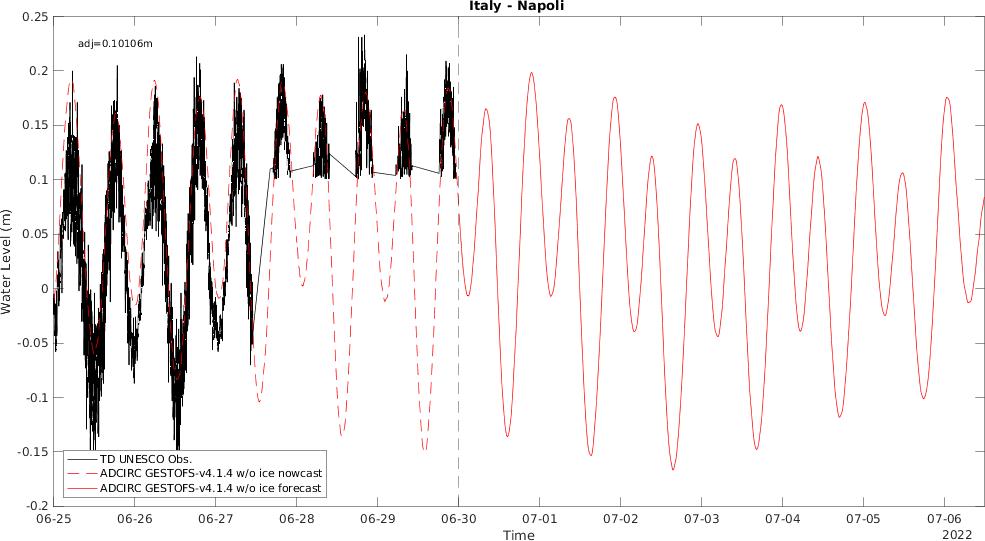 Italy - Napoli
adj=0.10106m
Water Level (m)
0.25
0.2
0.15
0.1
0.05
0
-0.05
-0.1
-0.15
-0.2
TD UNESCO Obs.
ADCIRC GESTOFS-v4.1.4 w/o ice nowcast
ADCIRC GESTOFS-v4.1.4 w/o ice forecast
06-25 06-26 06-27 06-28 06-29 06-30 07-01 07-02 07-03 07-04 07-05 07-06
Time
2022